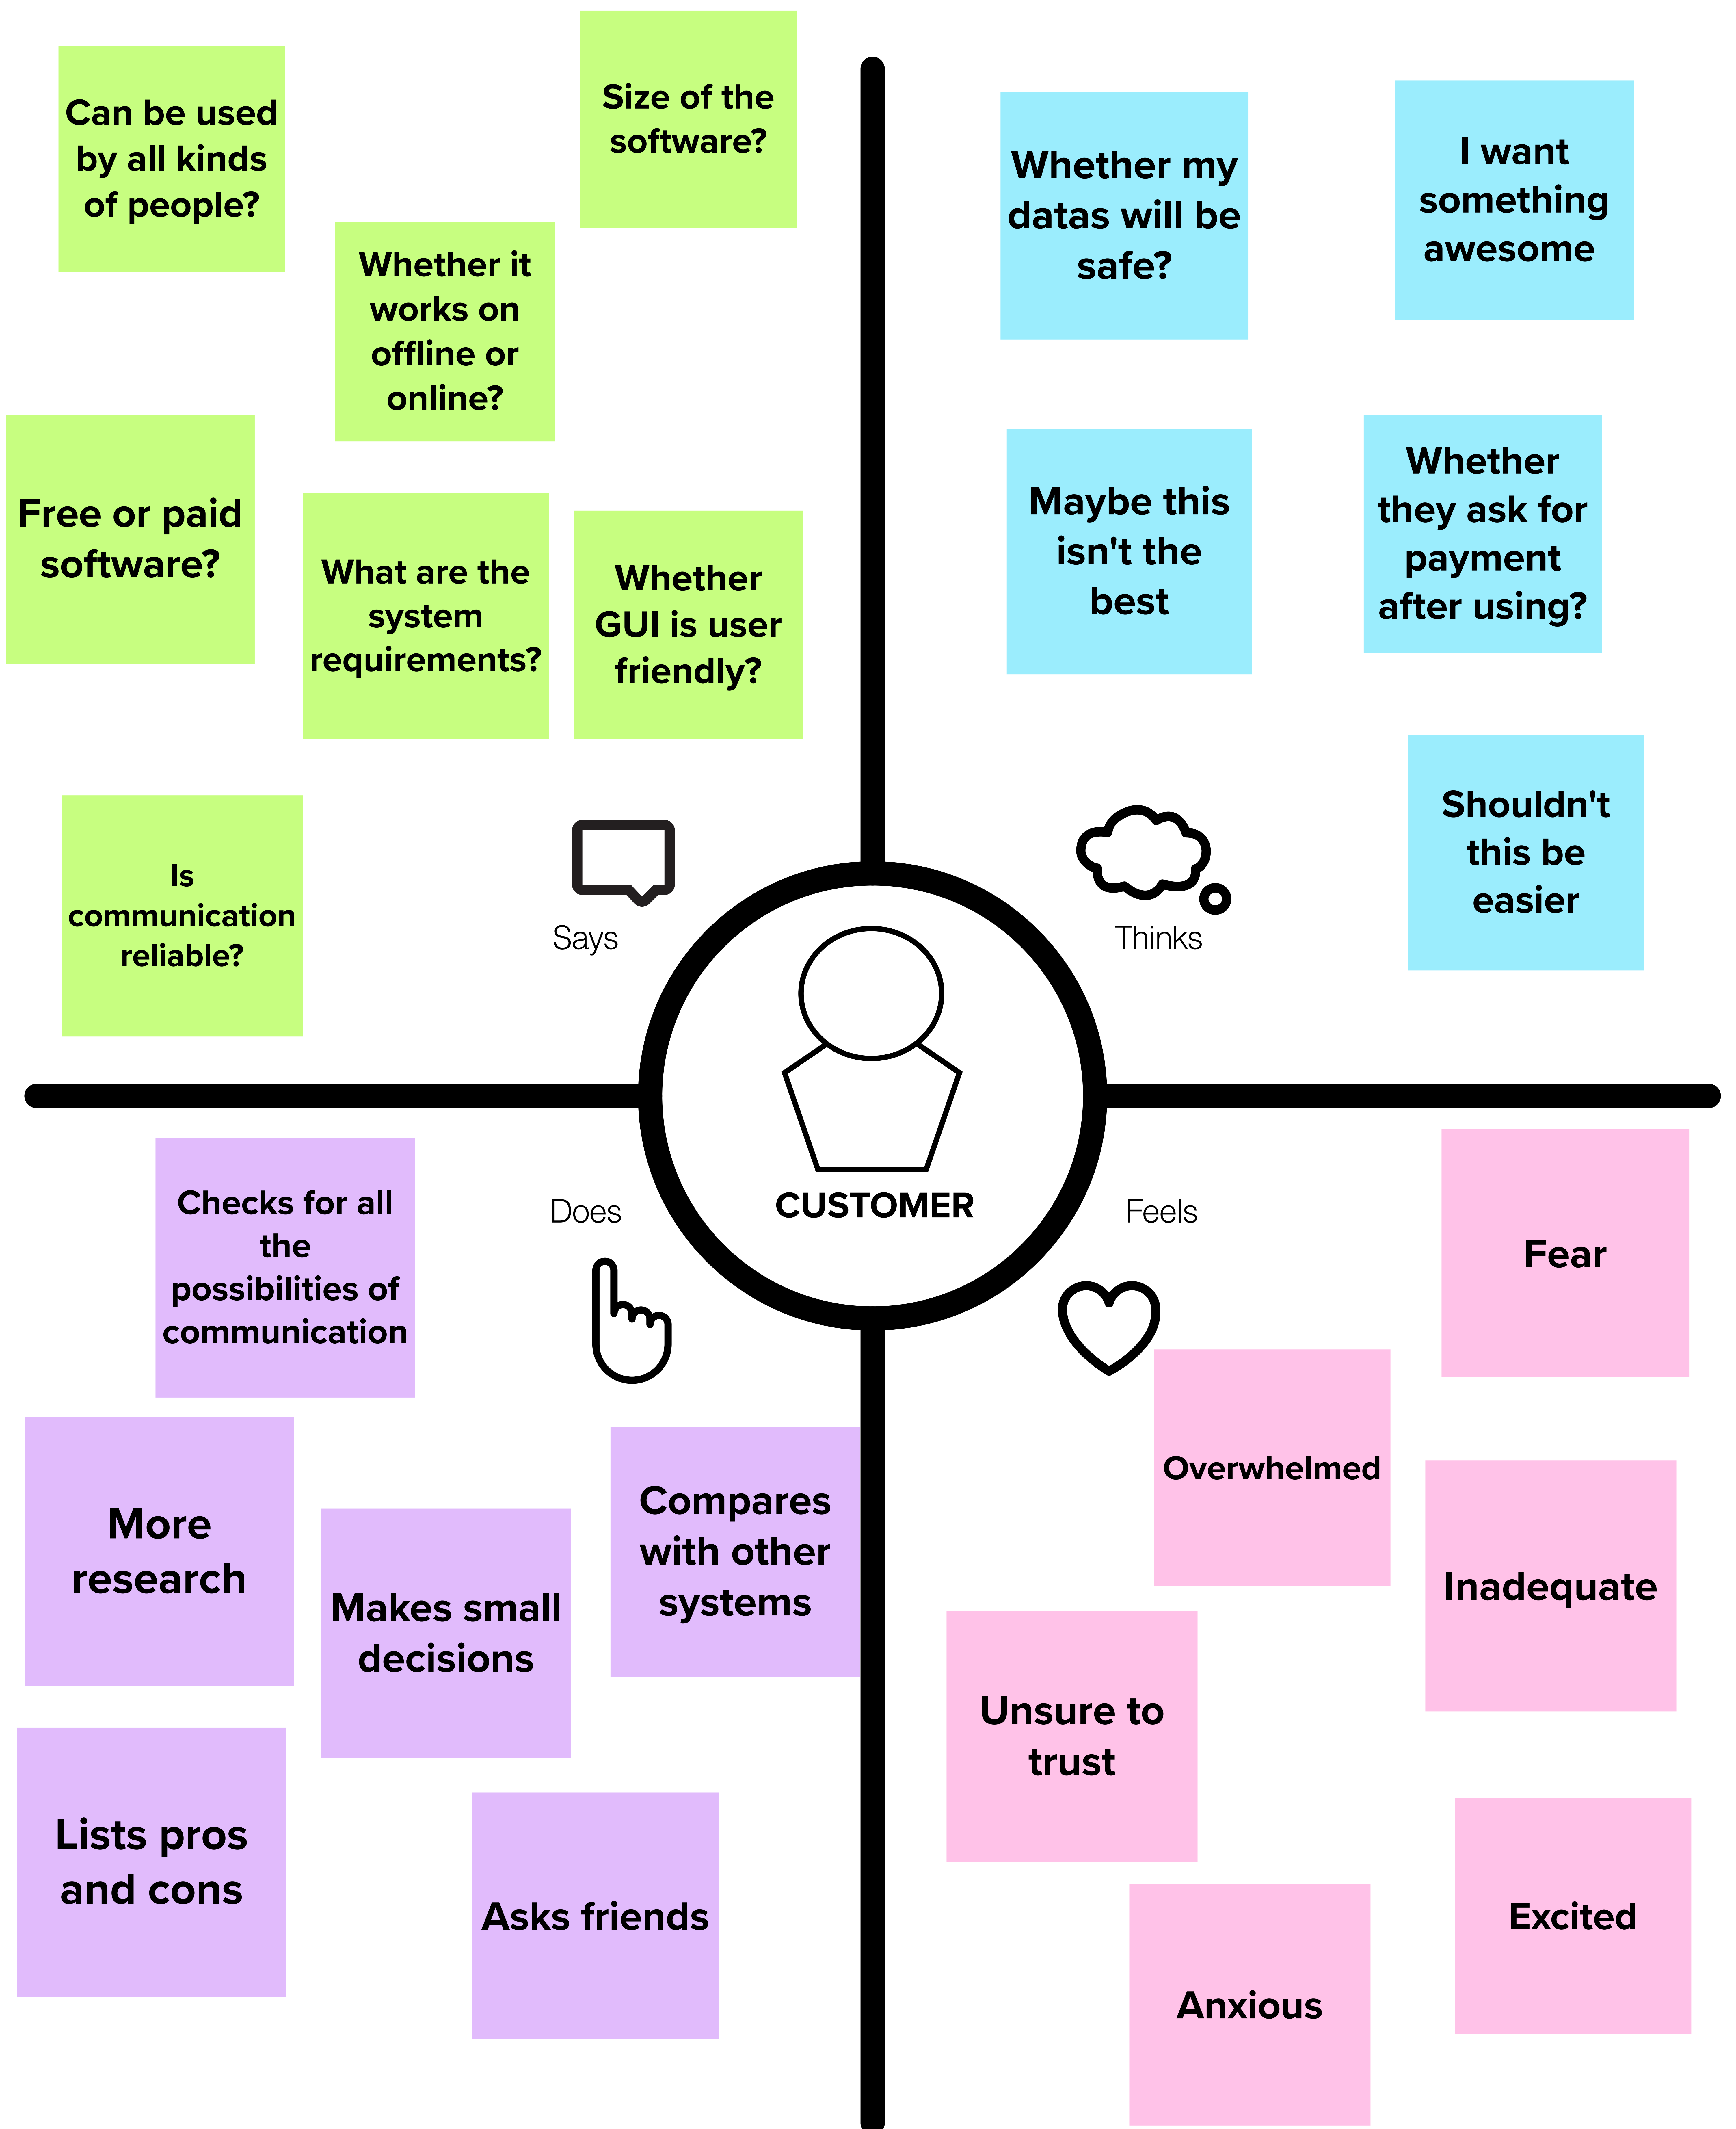 Can be used
by all kinds
of people?
Size of the
software?
Whether it
works on
offline or
online?
Free or paid
software?
What are the
system
requirements?
Whether
GUI is user
friendly?
Is
communication
reliable?
Says
Whether my
datas will be
safe?
I want
something
awesome
Maybe this
isn't the
best
Whether
they ask for
payment
after using?
Shouldn't
this be
easier
Thinks
CUSTOMER
Does
Checks for all
the
possibilities of
communication
More
research
Makes small
decisions
Compares
with other
systems
Lists pros
and cons
Asks friends
Feels
Fear
Overwhelmed
Inadequate
Unsure to
trust
Excited
Anxious